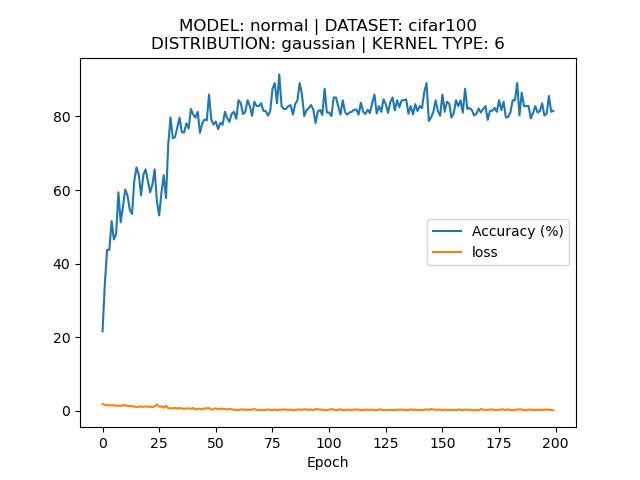 MODEL: normal | DATASET: cifar100
DISTRIBUTION: gaussian | KERNEL TYPE: 6
80
60
40
20
0
Accuracy (%)
loss
0 25 50 75 100 125 150 175 200
Epoch